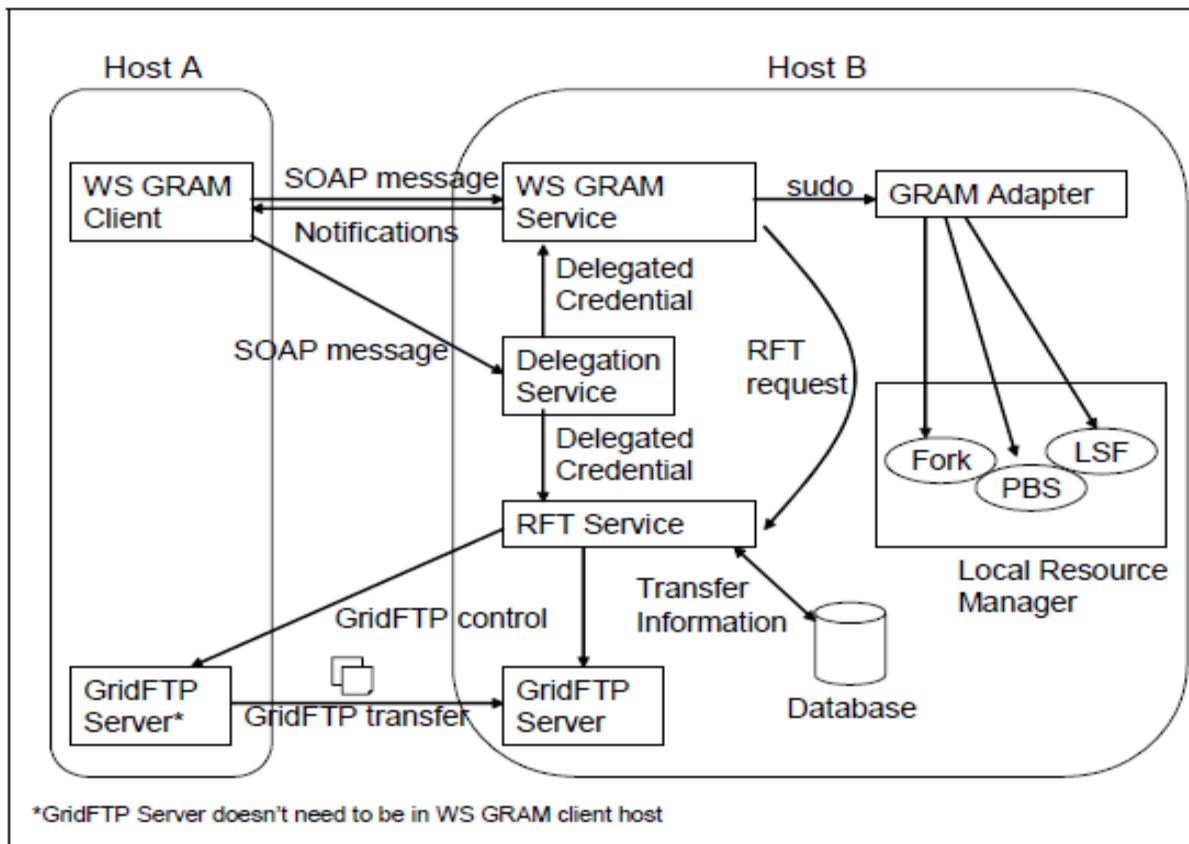 Host A
Host B
WS GRAM
Client
SOAP message
Notifications
WS GRAM
Service
sudo
GRAM Adapter
Delegated
Credential
SOAP message
Delegation
Service
RFT
request
Delegated
Credential
Fork
PBS
LSF
RFT Service
Local Resource
Manager
Transfer
Information
GridFTP control
GridFTP
Server*
GridFTP transfer
GridFTP
Server
Database
*GridFTP Server doesn't need to be in WS GRAM client host